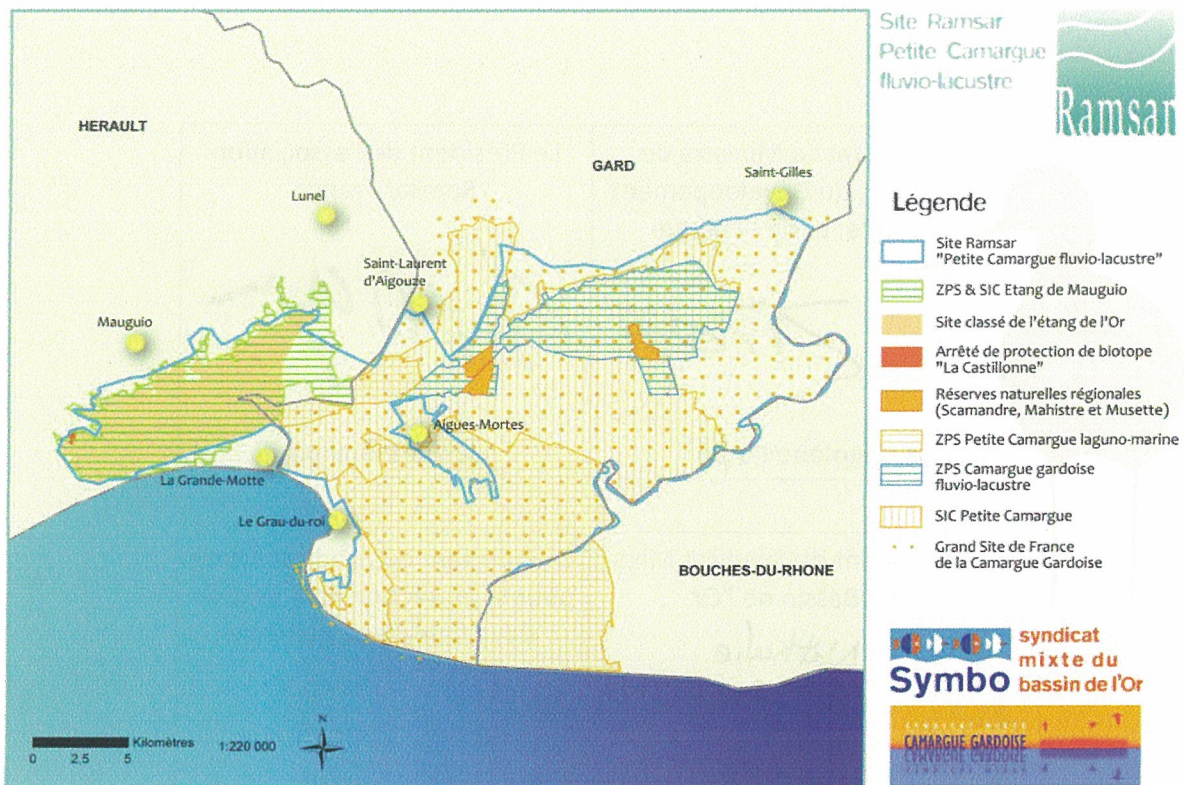 Site Ramsar
Petite Camargue
fluvio-lacustre
Ramsar
HERAULT
GARD
Saint-Gilles
Lunel
Saint-Laurent
d'Aigouze
Mauguio
Aigues-Mortes
La Grande-Motte
Le Grau-du-roi
BOUCHES-DU-RHONE
N
Kilomètres
0 2,5 5
1:220 000
Légende
Site Ramsar
"Petite Camargue fluvio-lacustre"
ZPS & SIC Etang de Mauguio
Site classé de l'étang de l'Or
Arrêté de protection de biotope
"La Castillonne"
Réserves naturelles régionales
(Scamandre, Mahistre et Musette)
ZPS Petite Camargue laguno-marine
ZPS Camargue gardoise
fluvio-lacustre
SIC Petite Camargue
Grand Site de France
de la Camargue Gardoise
Symbo
syndicat
mixte du
bassin de l'Or
SYNDICAT MIXTE
CAMARGUE GARDOISE